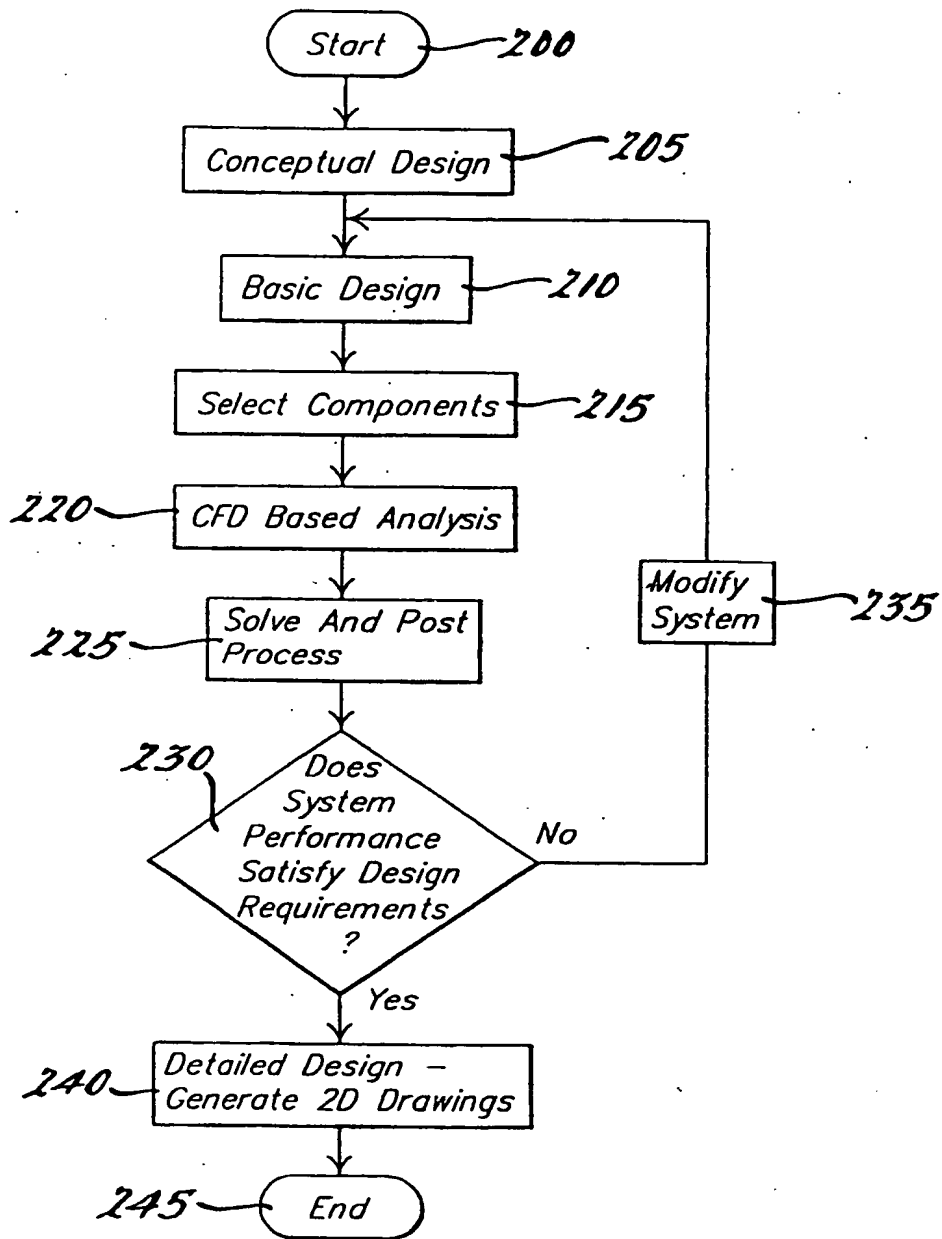 Start
200
Conceptual Design
205
Basic Design
210
Select Components
215
220
CFD Based Analysis
Modify
System
235
225
Solve And Post
Process
230
Does
System
Performance
Satisfy Design
Requirements
?
No
Yes
240
Detailed Design –
Generate 2D Drawings
245
End